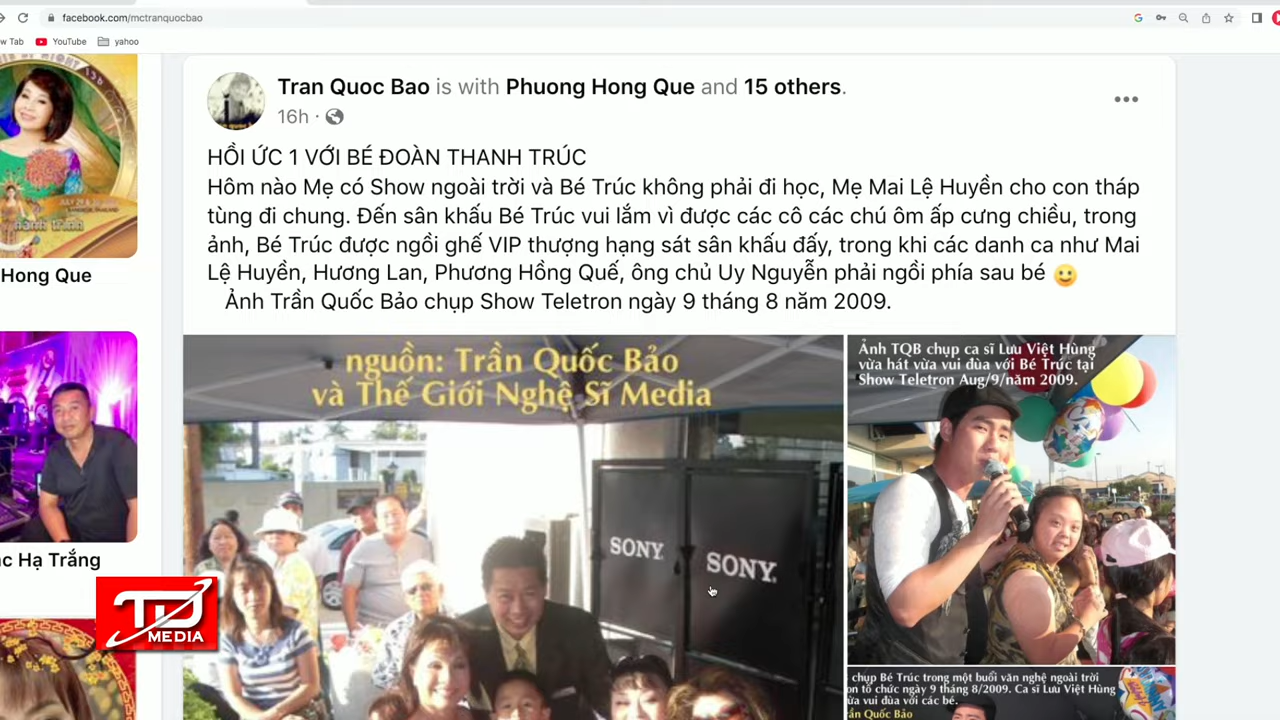 facebook.com/mctranquocbao
w Tab
YouTube
yahoo
Hong Que
c Hạ Trắng
TD
MEDIA
Tran Quoc Bao is with Phuong Hong Que and 15 others.
16h ·
HỒI ỨC 1 VỚI BÉ ĐOÀN THANH TRÚC
Hôm nào Mẹ có Show ngoài trời và Bé Trúc không phải đi học, Mẹ Mai Lệ Huyền cho con tháp
tùng đi chung. Đến sân khấu Bé Trúc vui lắm vì được các cô các chú ôm ấp cưng chiều, trong
ảnh, Bé Trúc được ngồi ghế VIP thượng hạng sát sân khấu đấy, trong khi các danh ca như Mai
Lệ Huyền, Hương Lan, Phương Hồng Quế, ông chủ Uy Nguyễn phải ngồi phía sau bé
Ảnh Trần Quốc Bảo chụp Show Teletron ngày 9 tháng 8 năm 2009.
nguồn: Trần Quốc Bảo
và Thế Giới Nghệ Sĩ Media
SONY
SONY
Ảnh TQB chụp ca sĩ Lưu Việt Hùng
vừa hát vừa vui đùa với Bé Trúc tại
Show Teletron Aug/9/năm 2009.
chụp Bé Trúc trong một buổi văn nghệ ngoài trời
on tổ chức ngày 9 tháng 8/2009. Ca sĩ Lưu Việt Hùng
ừa vui đùa với các bé.
ần Quốc Bảo